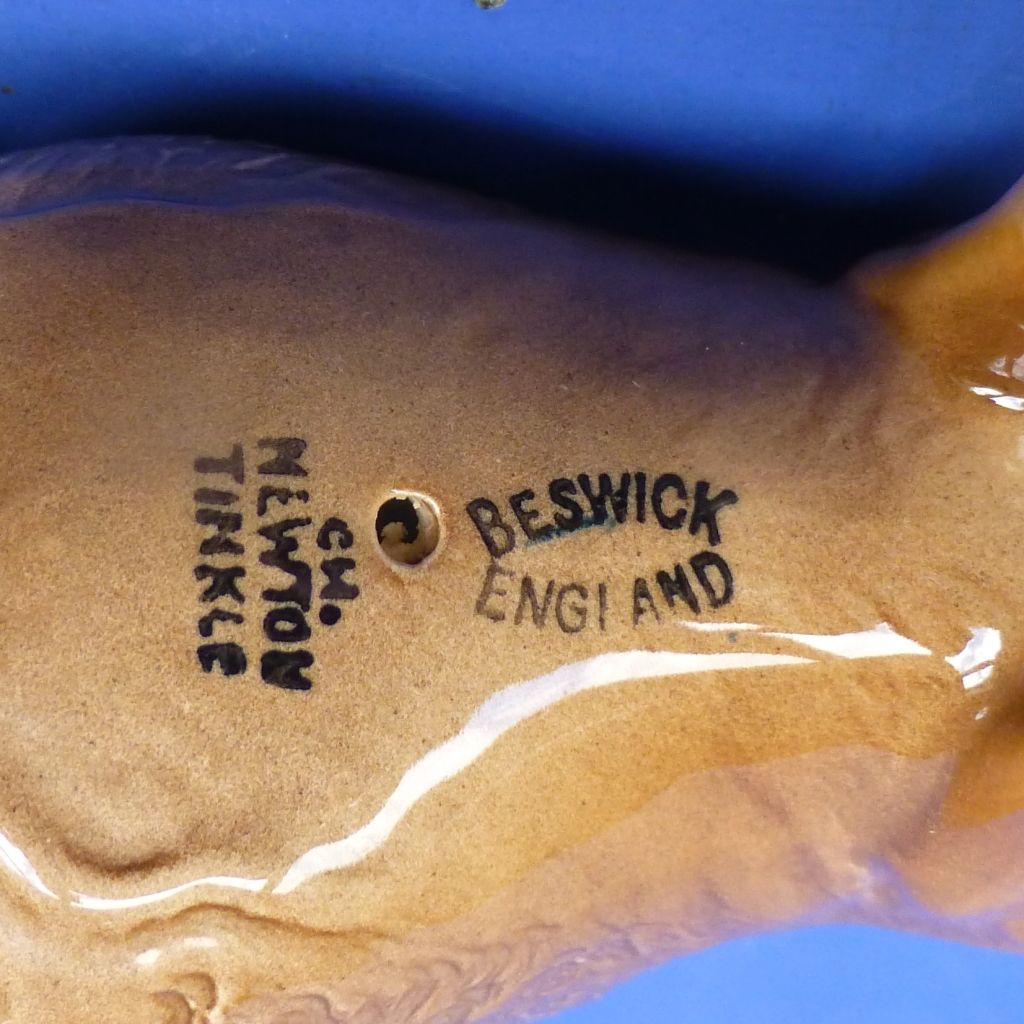 BESWICK
ENGLAND
CH.
NEWTON
TINKLE